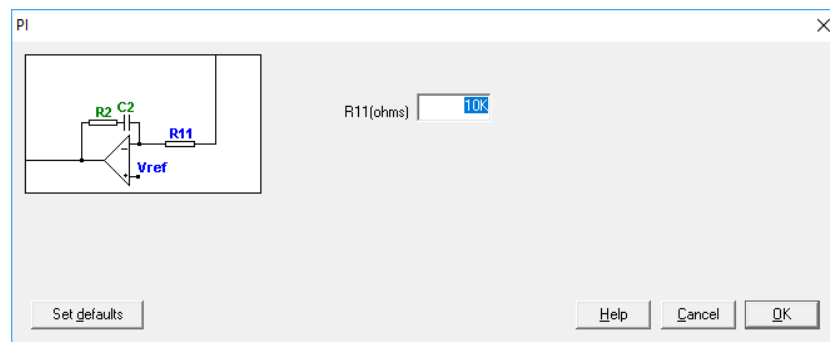 PI
R2 C2
R11
Vref
R11(ohms) 10K
Set defaults
Help Cancel OK